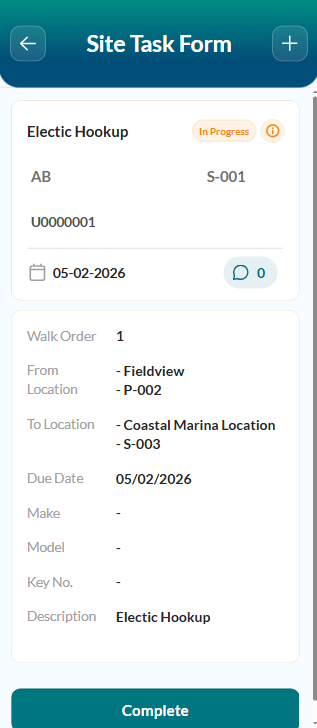 Site Task Form
Electic Hookup In Progress
AB S-001
U0000001
05-02-2026 0
Walk Order 1
From Location - Fieldview
- P-002
To Location - Coastal Marina Location
- S-003
Due Date 05/02/2026
Make -
Model -
Key No. -
Description Electic Hookup
Complete